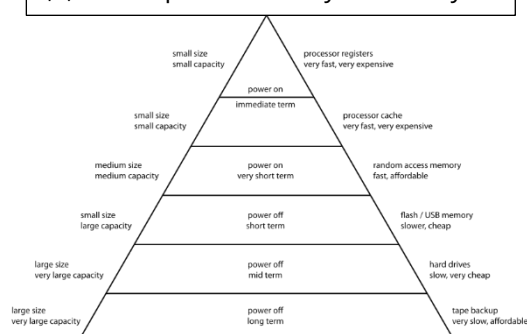 small size
small capacity
processor registers
very fast, very expensive
power on
immediate term
small size
small capacity
processor cache
very fast, very expensive
medium size
medium capacity
power on
very short term
random access memory
fast, affordable
small size
large capacity
power off
short term
flash / USB memory
slower, cheap
large size
very large capacity
power off
mid term
hard drives
slow, very cheap
large size
very large capacity
power off
long term
tape backup
very slow, affordable